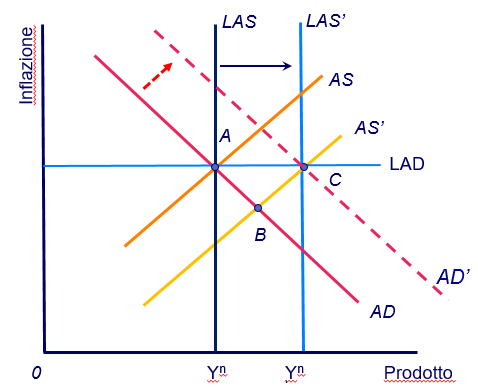 Inflazione
LAS
LAS’
AS
AS’
A
LAD
C
B
AD’
AD
0
Yⁿ
Yⁿ
Prodotto